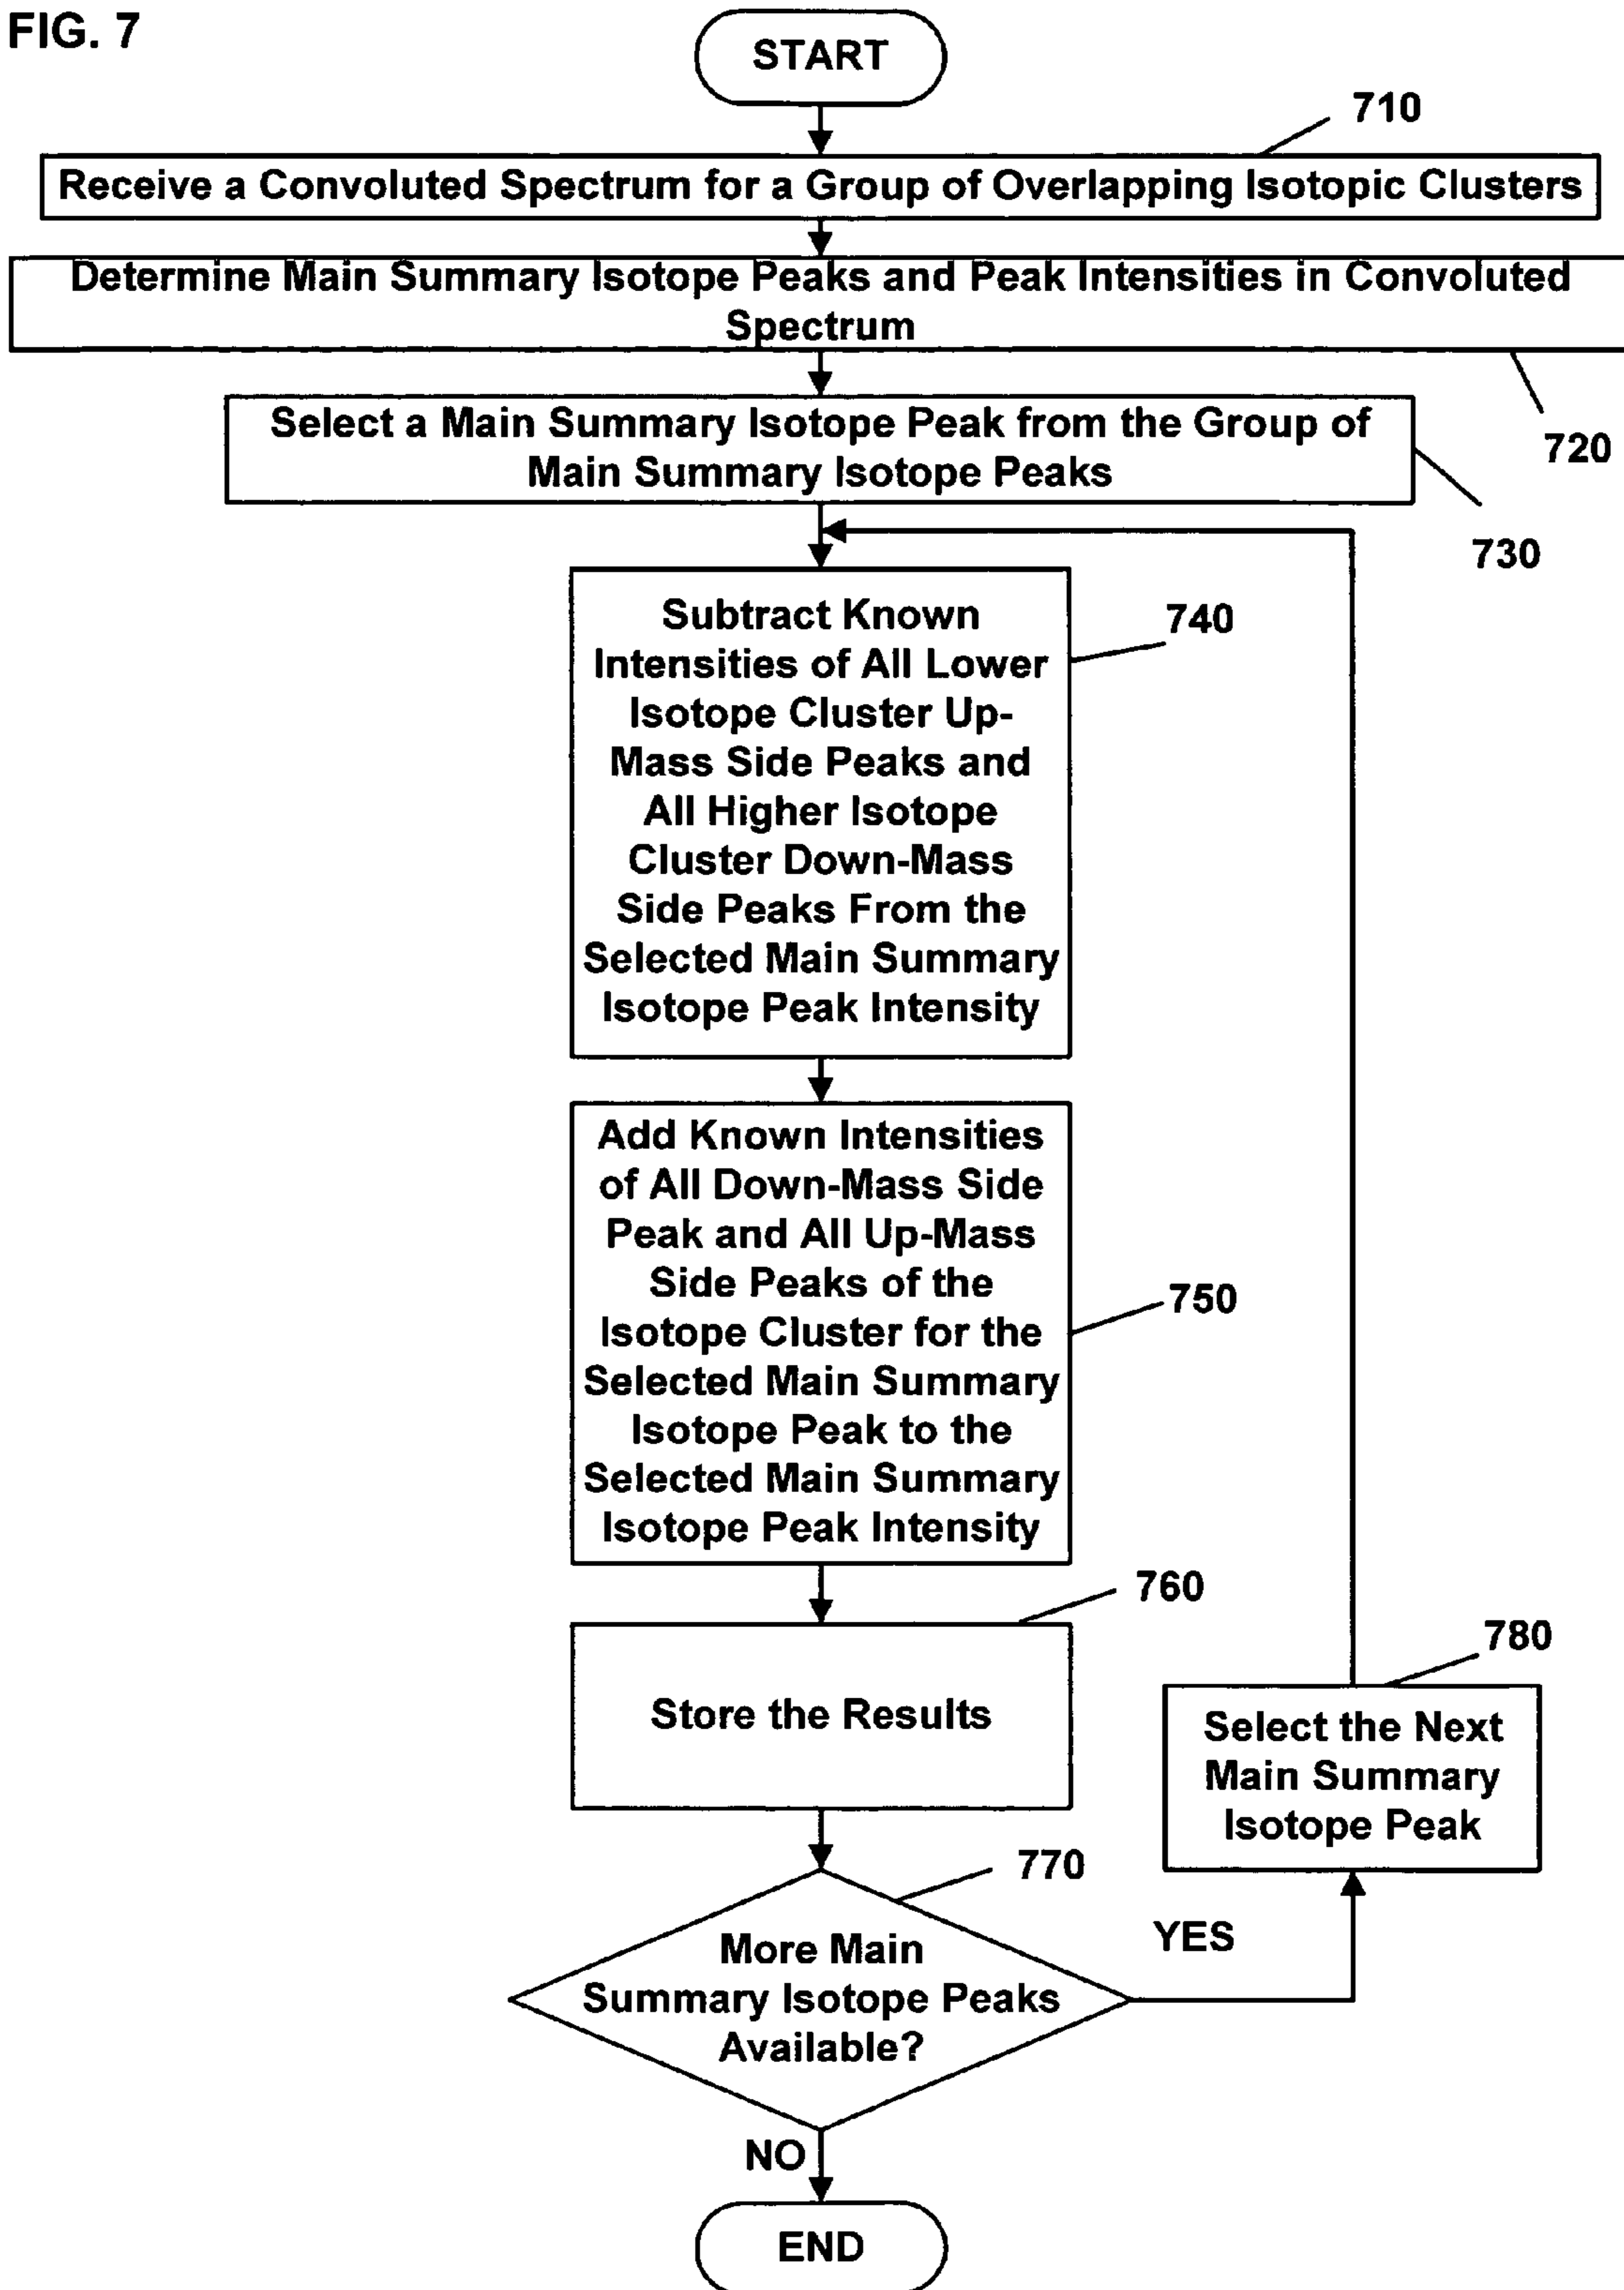 FIG. 7
START
710
Receive a Convoluted Spectrum for a Group of Overlapping Isotopic Clusters
Determine Main Summary Isotope Peaks and Peak Intensities in Convoluted
Spectrum
720
Select a Main Summary Isotope Peak from the Group of
Main Summary Isotope Peaks
730
Subtract Known
Intensities of All Lower
Isotope Cluster Up-
Mass Side Peaks and
All Higher Isotope
Cluster Down-Mass
Side Peaks From the
Selected Main Summary
Isotope Peak Intensity
740
Add Known Intensities
of All Down-Mass Side
Peak and All Up-Mass
Side Peaks of the
Isotope Cluster for the
Selected Main Summary
Isotope Peak to the
Selected Main Summary
Isotope Peak Intensity
750
760
Store the Results
780
Select the Next
Main Summary
Isotope Peak
770
More Main
Summary Isotope Peaks
Available?
YES
NO
END